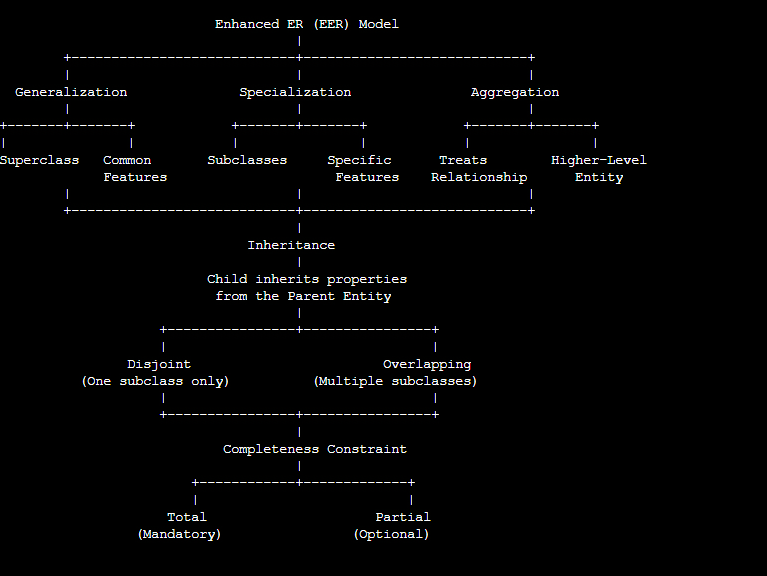 Enhanced ER (EER) Model
Generalization Specialization Aggregation
Superclass Common Subclasses Specific Treats Higher-Level
Features Features Relationship Entity
Inheritance
Child inherits properties
from the Parent Entity
Disjoint Overlapping
(One subclass only) (Multiple subclasses)
Completeness Constraint
Total Partial
(Mandatory) (Optional)